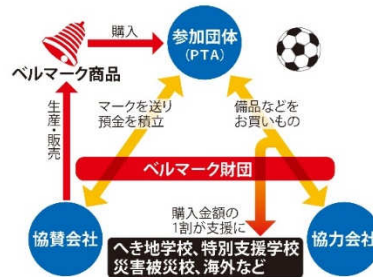 購入
参加団体
(PTA)
ベルマーク商品
生産・販売
マークを送り
預金を積立
備品などを
お買いもの
ベルマーク財団
協賛会社
購入金額の
1割が支援に
へき地学校、特別支援学校
災害被災校、海外など
協力会社